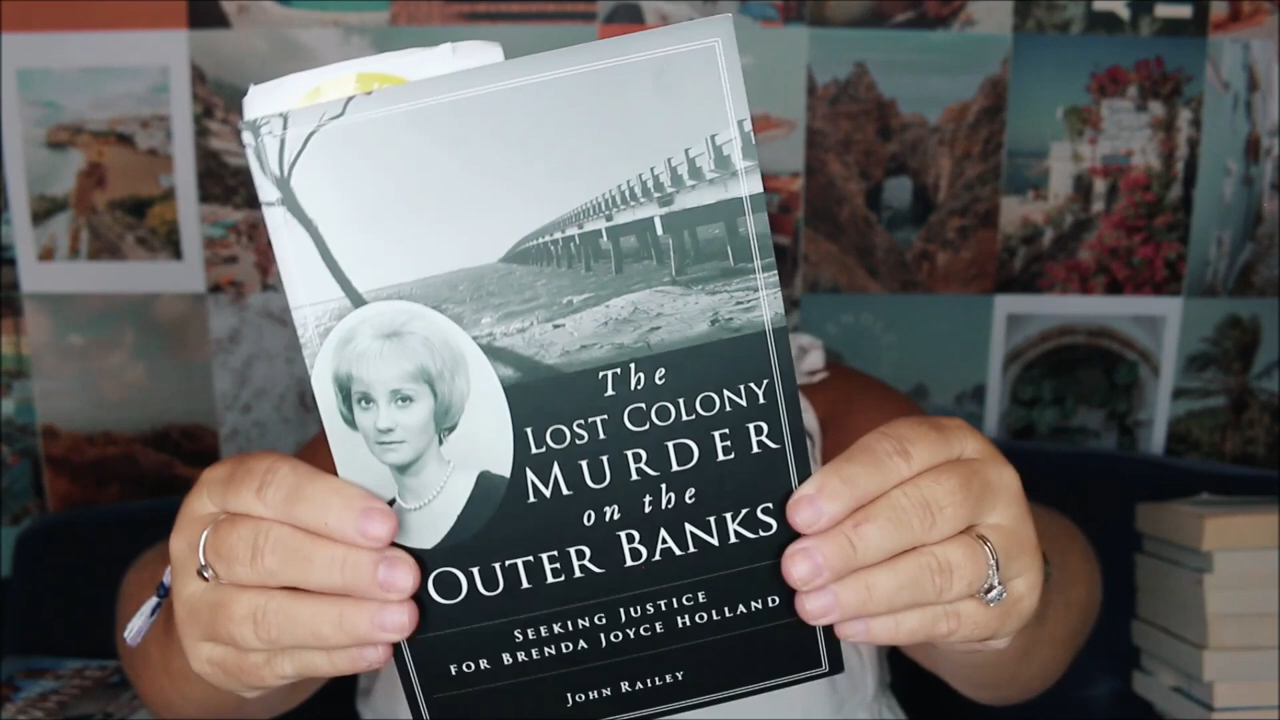 The
Lost Colony
Murder
on the
Outer Banks
Seeking Justice
for Brenda Joyce Holland
John Railey